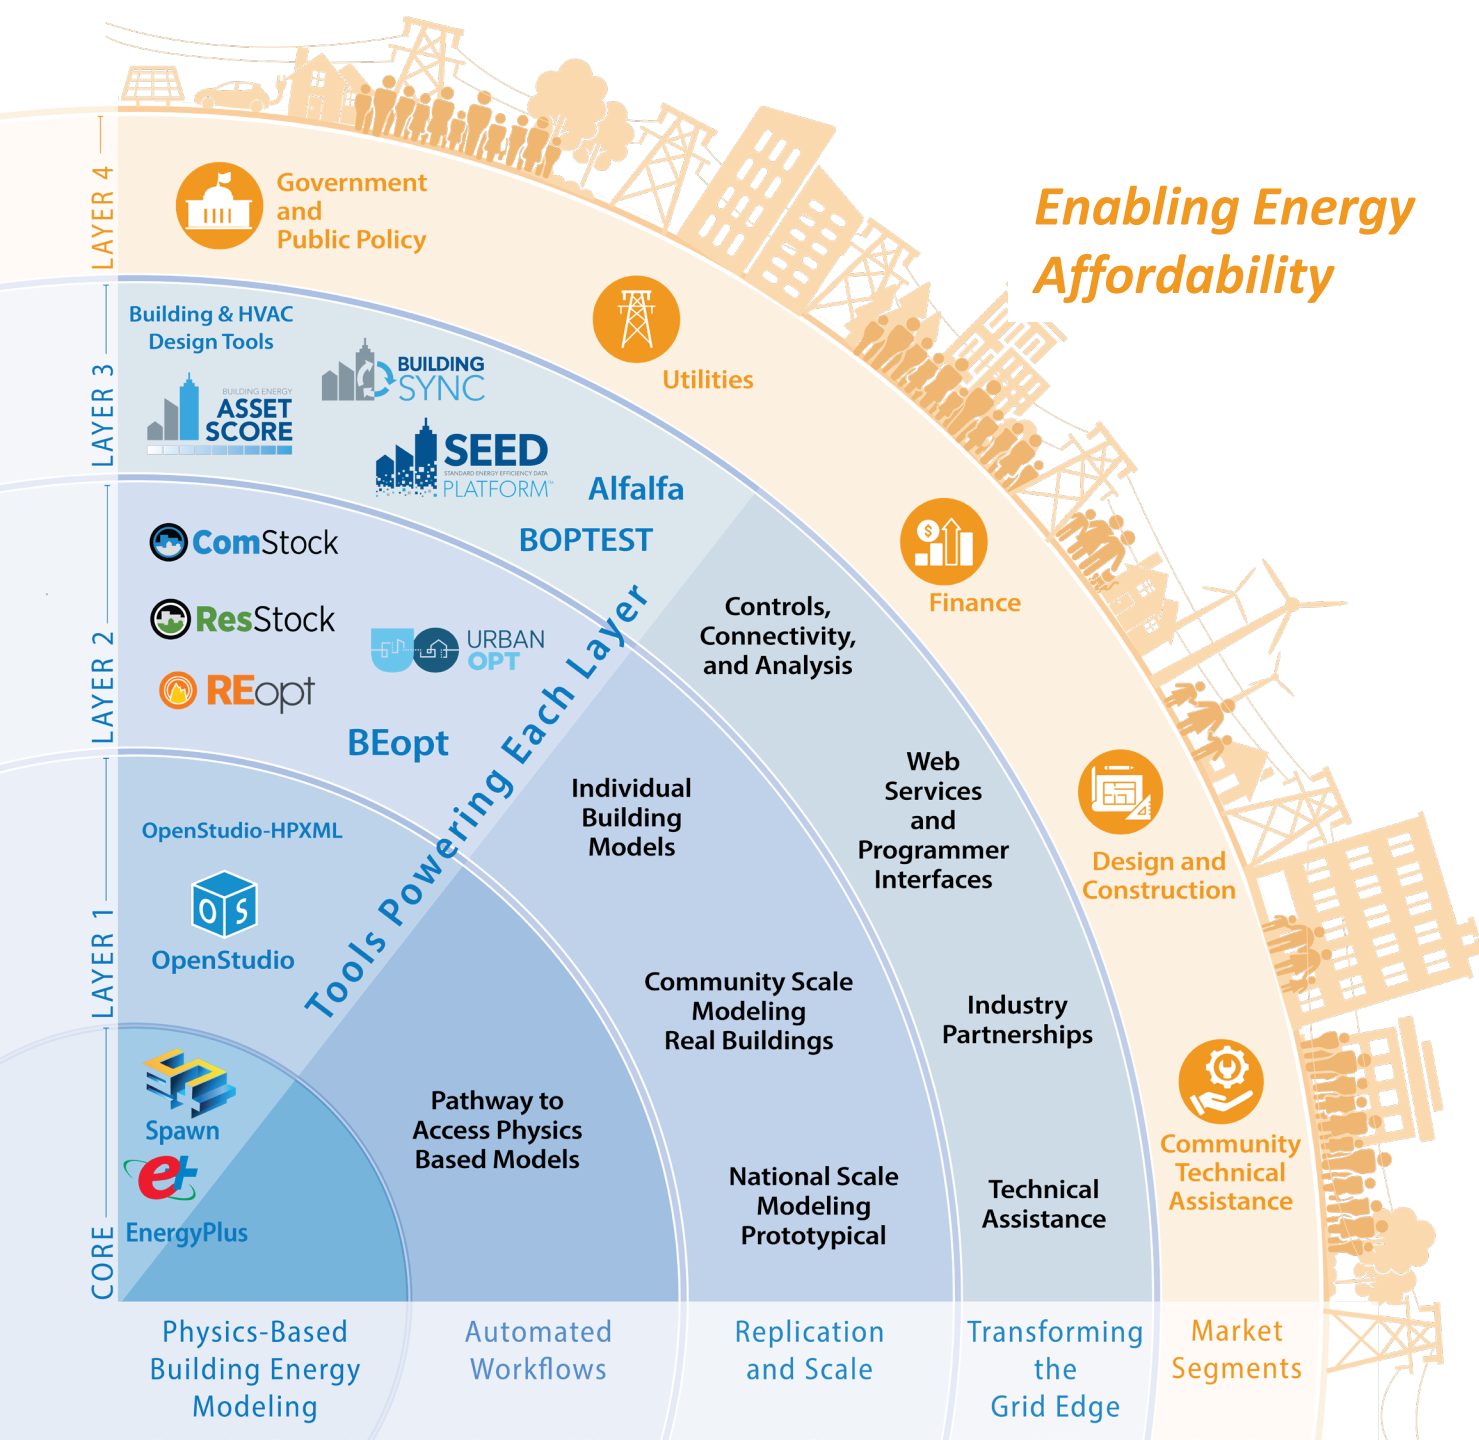 Enabling Energy
Affordability
LAYER 4
Government
and
Public Policy
Utilities
Finance
Design and
Construction
Community
Technical
Assistance
LAYER 3
Building & HVAC
Design Tools
BUILDING ENERGY
ASSET
SCORE
BUILDING
SYNC
SEED
STANDARD ENERGY EFFICIENCY DATA
PLATFORM™
Alfalfa
BOPTEST
Controls,
Connectivity,
and Analysis
Web
Services
and
Programmer
Interfaces
Industry
Partnerships
Technical
Assistance
LAYER 2
ComStock
ResStock
REopt
URBAN
OPT
BEopt
Individual
Building
Models
Community Scale
Modeling
Real Buildings
National Scale
Modeling
Prototypical
Tools Powering Each Layer
LAYER 1
OpenStudio-HPXML
OS
OpenStudio
Pathway to
Access Physics
Based Models
CORE
Spawn
e+
EnergyPlus
Physics-Based
Building Energy
Modeling
Automated
Workflows
Replication
and Scale
Transforming
the
Grid Edge
Market
Segments